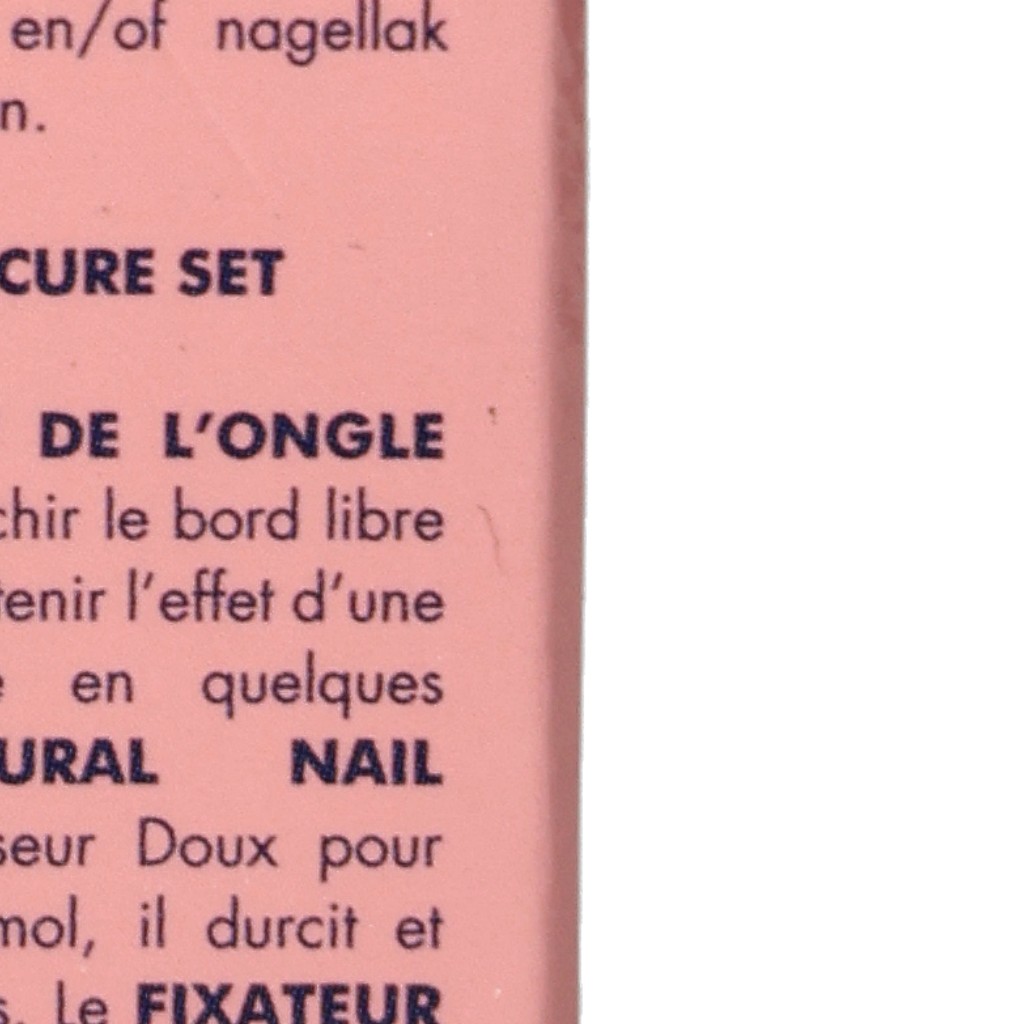 en/of nagellak
n.
CURE SET
DE L'ONGLE
chir le bord libre
tenir l'effet d'une
e en quelques
URAL NAIL
seur Doux pour
mol, il durcit et
s. Le FIXATEUR